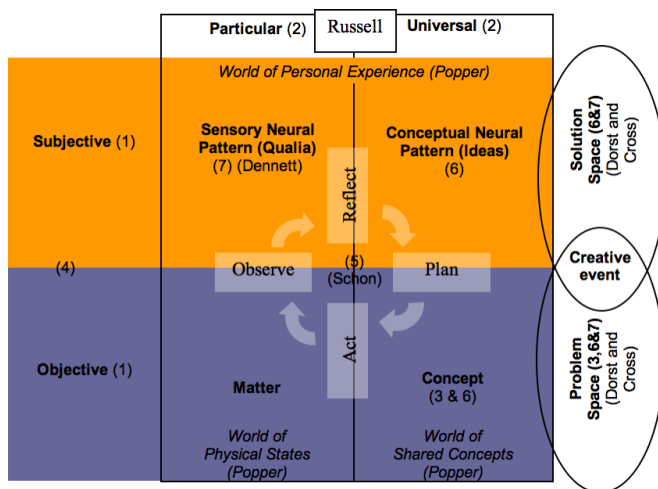 Particular (2)
Russell
Universal (2)
World of Personal Experience (Popper)
Subjective (1)
Sensory Neural
Pattern (Qualia)
(7) (Dennett)
Conceptual Neural
Pattern (Ideas)
(6)
Solution
Space (6&7)
(Dorst and
Cross)
Reflect
(4)
Observe
(5)
(Schon)
Plan
Creative
event
Act
Objective (1)
Matter
Concept
(3 & 6)
Problem
Space (3,6&7)
(Dorst and
Cross)
World of
Physical States
(Popper)
World of
Shared Concepts
(Popper)